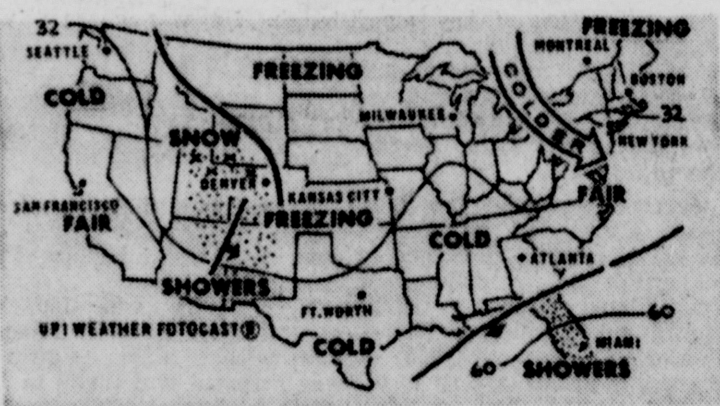 32
FREEZING
SEATTLE
MONTREAL
FREEZING
COLD
BOSTON
COLDER
32
MILWAUKEE
SNOW
NEW YORK
DENVER
KANSAS CITY
FAIR
SAN FRANCISCO
FAIR
FREEZING
COLD
ATLANTA
SHOWERS
FT. WORTH
60
UPI WEATHER FOTOCAST
MIAMI
COLD
60
SHOWERS